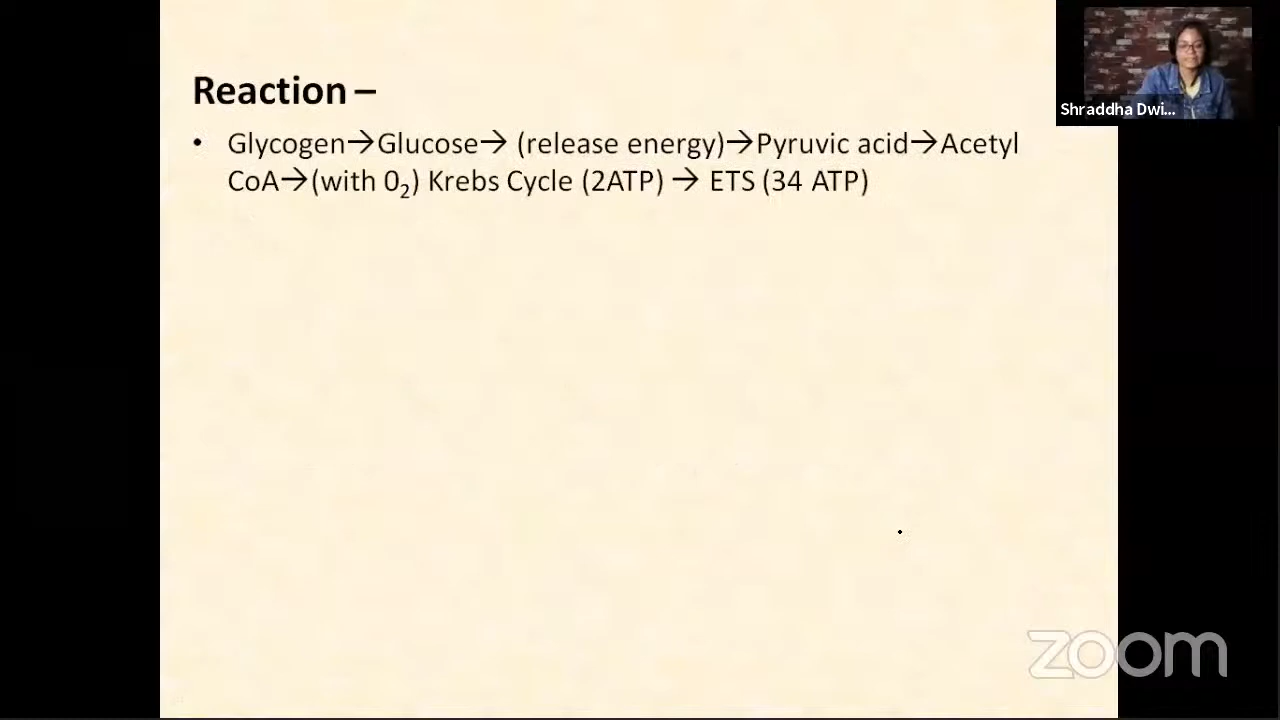 Reaction –
• Glycogen→Glucose→ (release energy)→Pyruvic acid→Acetyl
CoA→(with 0₂) Krebs Cycle (2ATP) → ETS (34 ATP)
Shraddha Dwi...
zoom